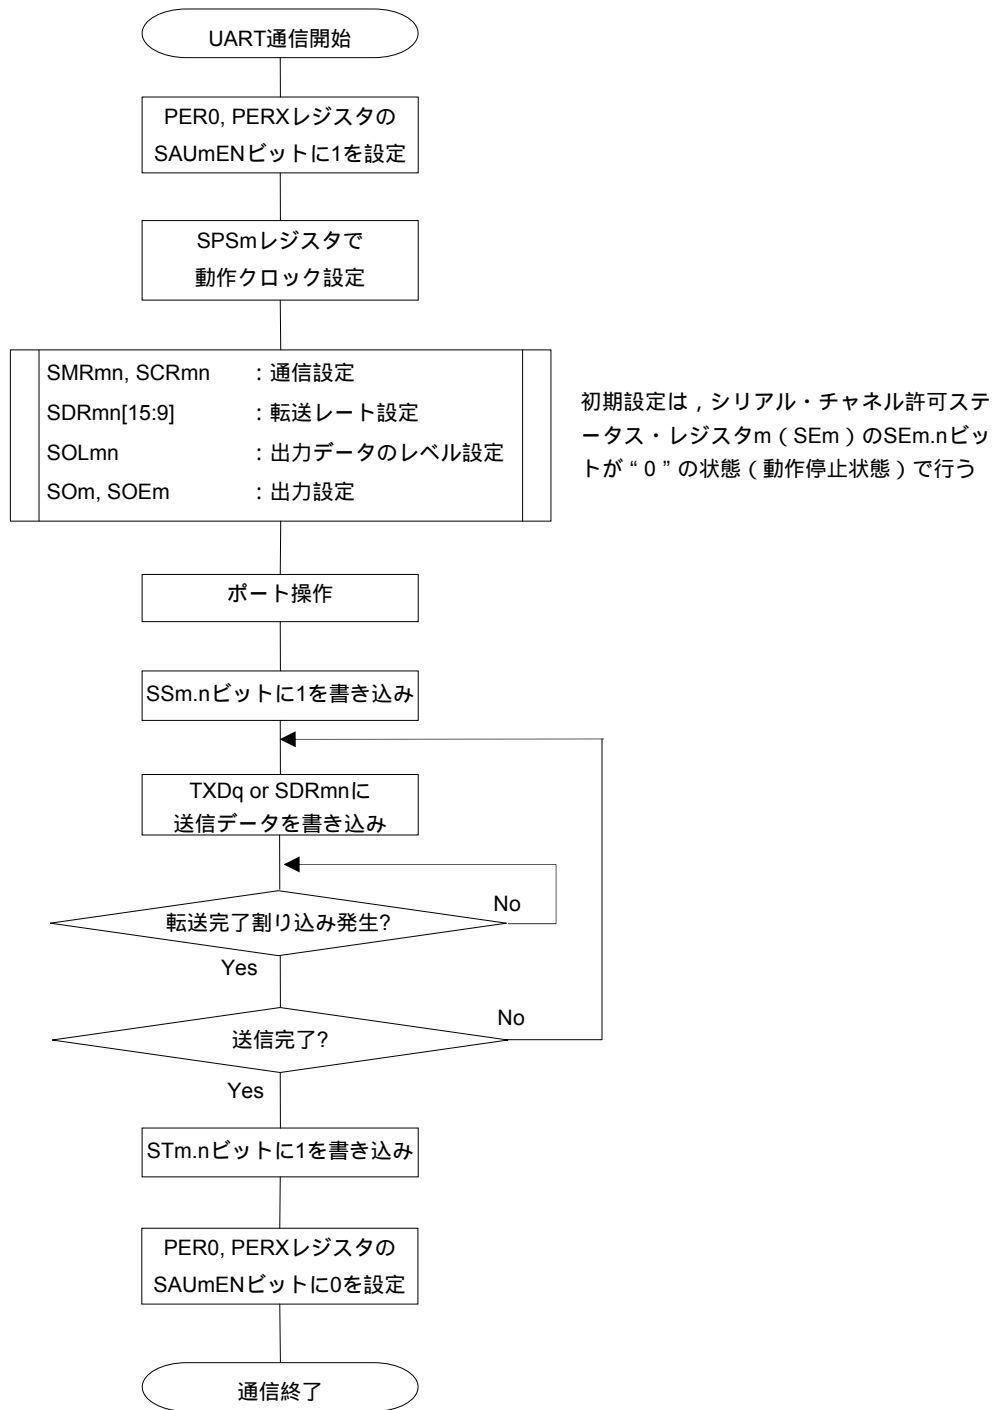 UART通信開始
PER0, PERXレジスタの
SAUmENビットに1を設定
SPSmレジスタで
動作クロック設定
SMRmn, SCRmn ：通信設定
SDRmn[15:9] ：転送レート設定
SOLmn ：出力データのレベル設定
SOm, SOEm ：出力設定
初期設定は，シリアル・チャネル許可ステ
ータス・レジスタm（SEm）のSEm.nビッ
トが“0”の状態（動作停止状態）で行う
ポート操作
SSm.nビットに1を書き込み
TXDq or SDRmnに
送信データを書き込み
転送完了割り込み発生?
No
Yes
送信完了?
No
Yes
STm.nビットに1を書き込み
PER0, PERXレジスタの
SAUmENビットに0を設定
通信終了